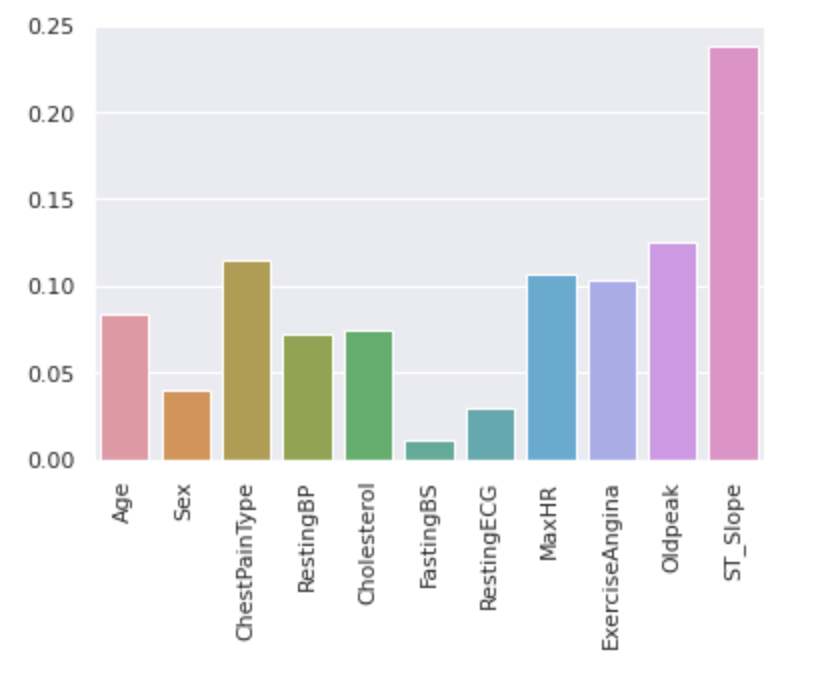 0.25
0.20
0.15
0.10
0.05
0.00
Age
Sex
ChestPainType
RestingBP
Cholesterol
FastingBS
RestingECG
MaxHR
ExerciseAngina
Oldpeak
ST_Slope